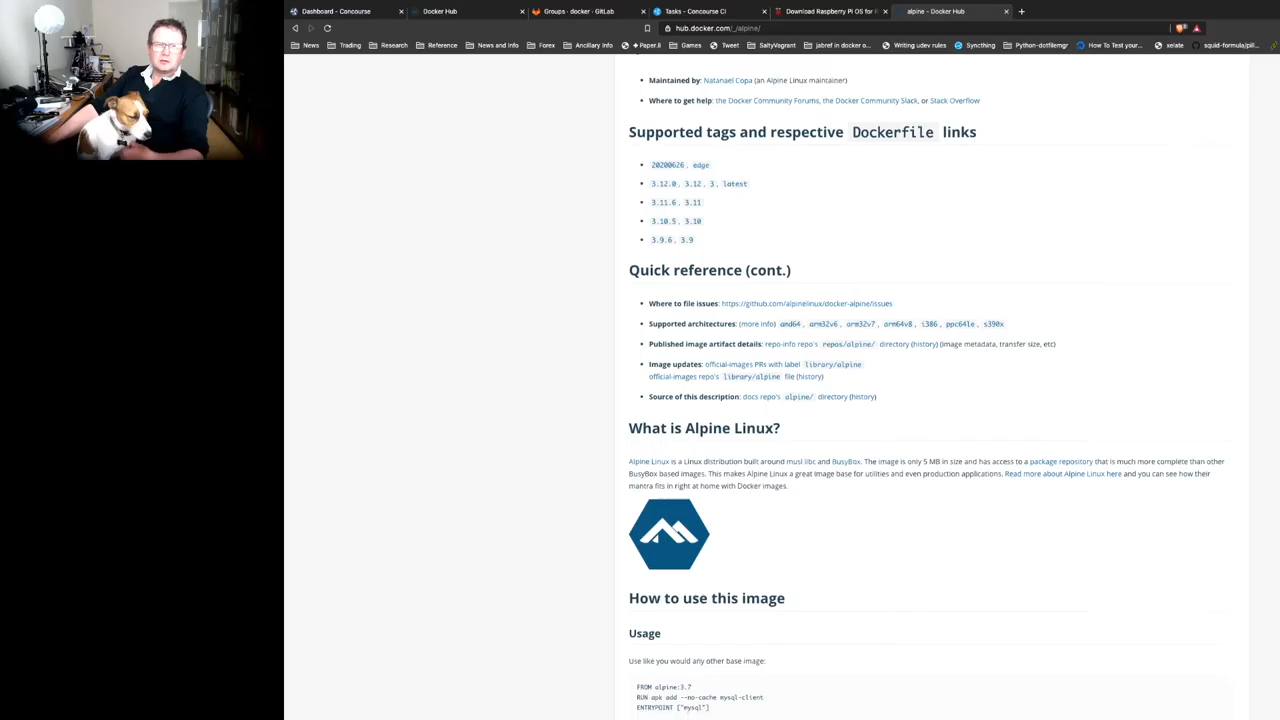 Dashboard - Concourse
Docker Hub
Groups · docker · GitLab
Tasks - Concourse CI
Download Raspberry Pi OS for
alpine - Docker Hub
hub.docker.com/_/alpine/
News
Trading
Research
Reference
News and info
Forex
Ancillary info
Paper.li
Games
Tweet
SaltyVagrant
jabref in docker o...
Writing udev rules
Syncthing
Python-dotfilemgr
How To Test your...
xelate
squid-formula/pill...
Maintained by: Natanael Copa (an Alpine Linux maintainer)
Where to get help: the Docker Community Forums, the Docker Community Slack, or Stack Overflow
Supported tags and respective Dockerfile links
20200626, edge
3.12.0, 3.12, 3, latest
3.11.6, 3.11
3.10.5, 3.10
3.9.6, 3.9
Quick reference (cont.)
Where to file issues: https://github.com/alpinelinux/docker-alpine/issues
Supported architectures: (more info) amd64, arm32v6, arm32v7, arm64v8, i386, ppc64le, s390x
Published image artifact details: repo-info repo's repos/alpine/ directory (history) (image metadata, transfer size, etc)
Image updates: official-images PRs with label library/alpine
official-images repo's library/alpine file (history)
Source of this description: docs repo's alpine/ directory (history)
What is Alpine Linux?
Alpine Linux is a Linux distribution built around musl libc and BusyBox. The image is only 5 MB in size and has access to a package repository that is much more complete than other
BusyBox based images. This makes Alpine Linux a great image base for utilities and even production applications. Read more about Alpine Linux here and you can see how their
mantra fits in right at home with Docker images.
How to use this image
Usage
Use like you would any other base image:
FROM alpine:3.7
RUN apk add --no-cache mysql-client
ENTRYPOINT ["mysql"]